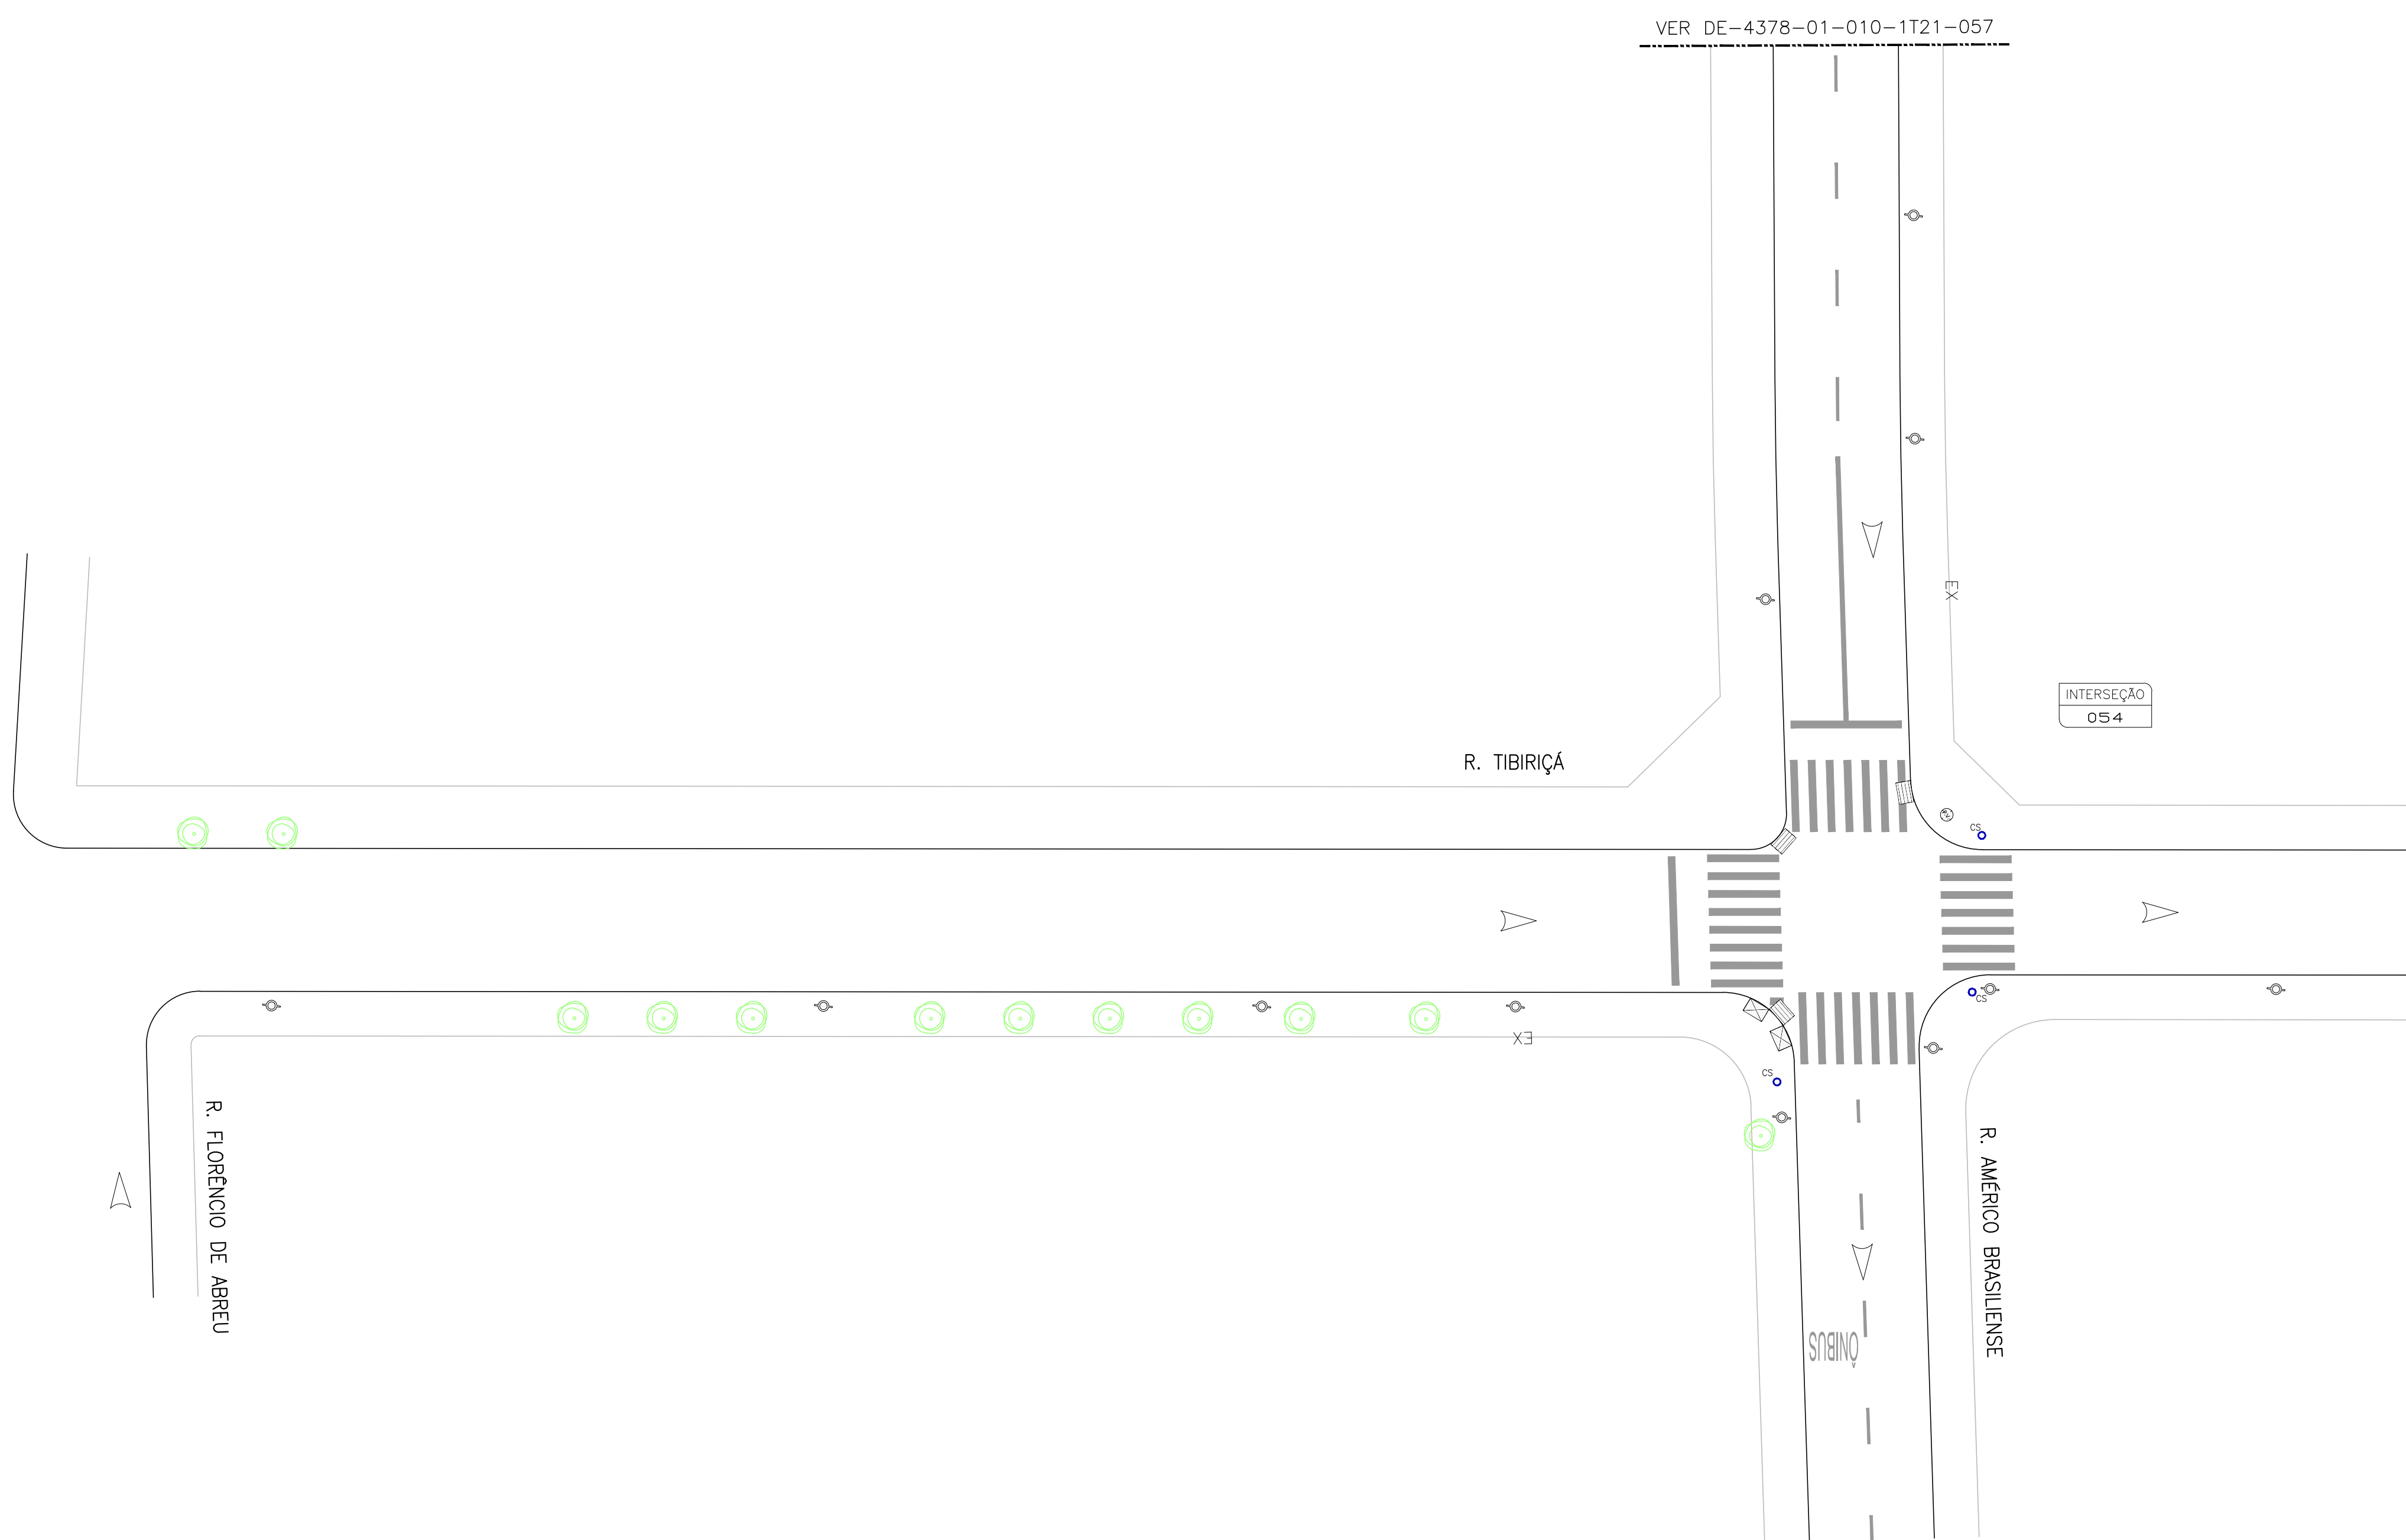 VER DE-4378-01-010-1T21-057
EX
INTERSEÇÃO
054
R. TIBIRIÇÁ
CS
CS
EX
CS
R. FLORÊNCIO DE ABREU
R. AMÉRICO BRASILIENSE
ÔNIBUS